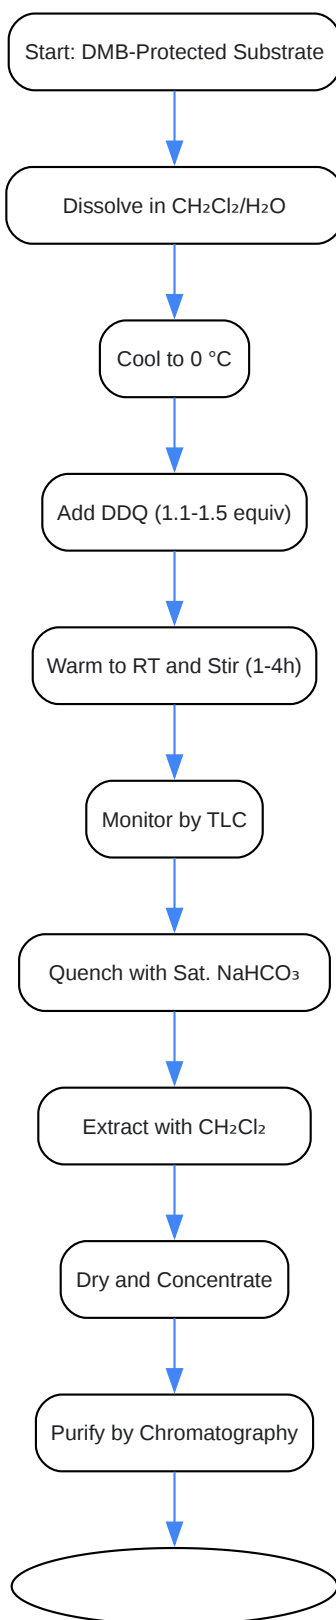 Start: DMB-Protected Substrate
Dissolve in CH₂Cl₂/H₂O
Cool to 0 °C
Add DDQ (1.1-1.5 equiv)
Warm to RT and Stir (1-4h)
Monitor by TLC
Quench with Sat. NaHCO₃
Extract with CH₂Cl₂
Dry and Concentrate
Purify by Chromatography